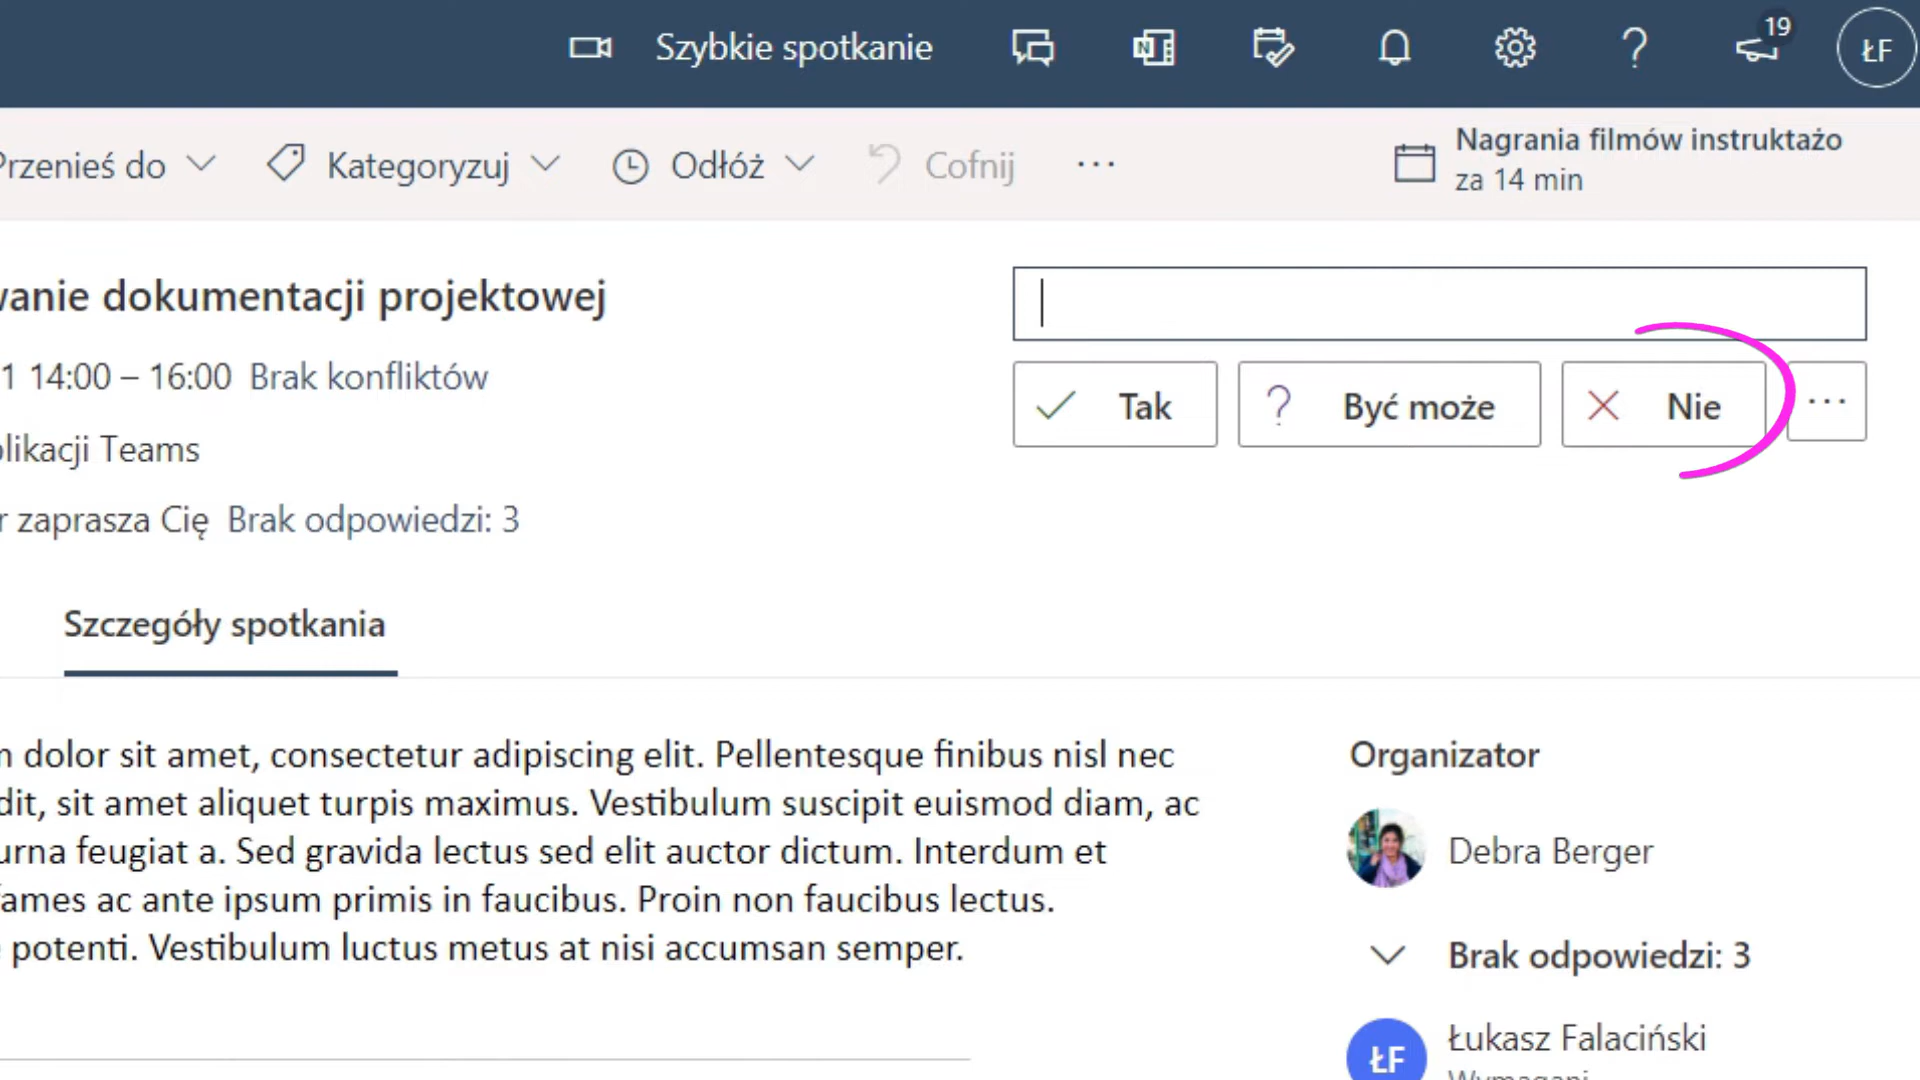 Szybkie spotkanie
19
ŁF
Przenieś do
Kategoryzuj
Odłóż
Cofnij
...
Nagrania filmów instruktażo
za 14 min
wanie dokumentacji projektowej
1 14:00 – 16:00 Brak konfliktów
Tak
Być może
Nie
...
likacji Teams
r zaprasza Cię Brak odpowiedzi: 3
Szczegóły spotkania
m dolor sit amet, consectetur adipiscing elit. Pellentesque finibus nisl nec
dit, sit amet aliquet turpis maximus. Vestibulum suscipit euismod diam, ac
urna feugiat a. Sed gravida lectus sed elit auctor dictum. Interdum et
fames ac ante ipsum primis in faucibus. Proin non faucibus lectus.
potenti. Vestibulum luctus metus at nisi accumsan semper.
Organizator
Debra Berger
Brak odpowiedzi: 3
ŁF
Łukasz Falaciński